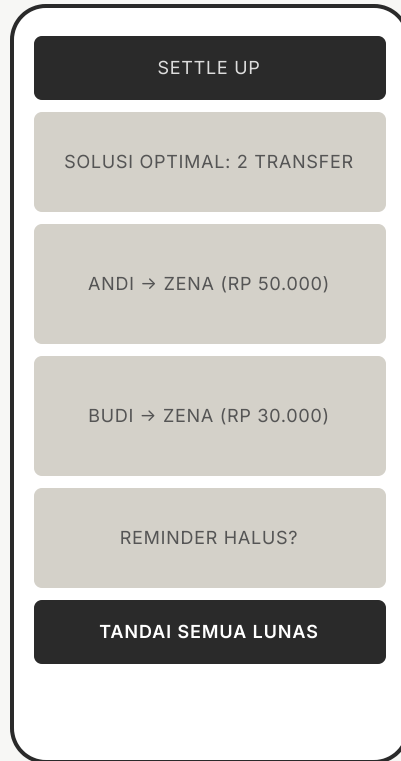 SETTLE UP
SOLUSI OPTIMAL: 2 TRANSFER
ANDI → ZENA (RP 50.000)
BUDI → ZENA (RP 30.000)
REMINDER HALUS?
TANDAI SEMUA LUNAS